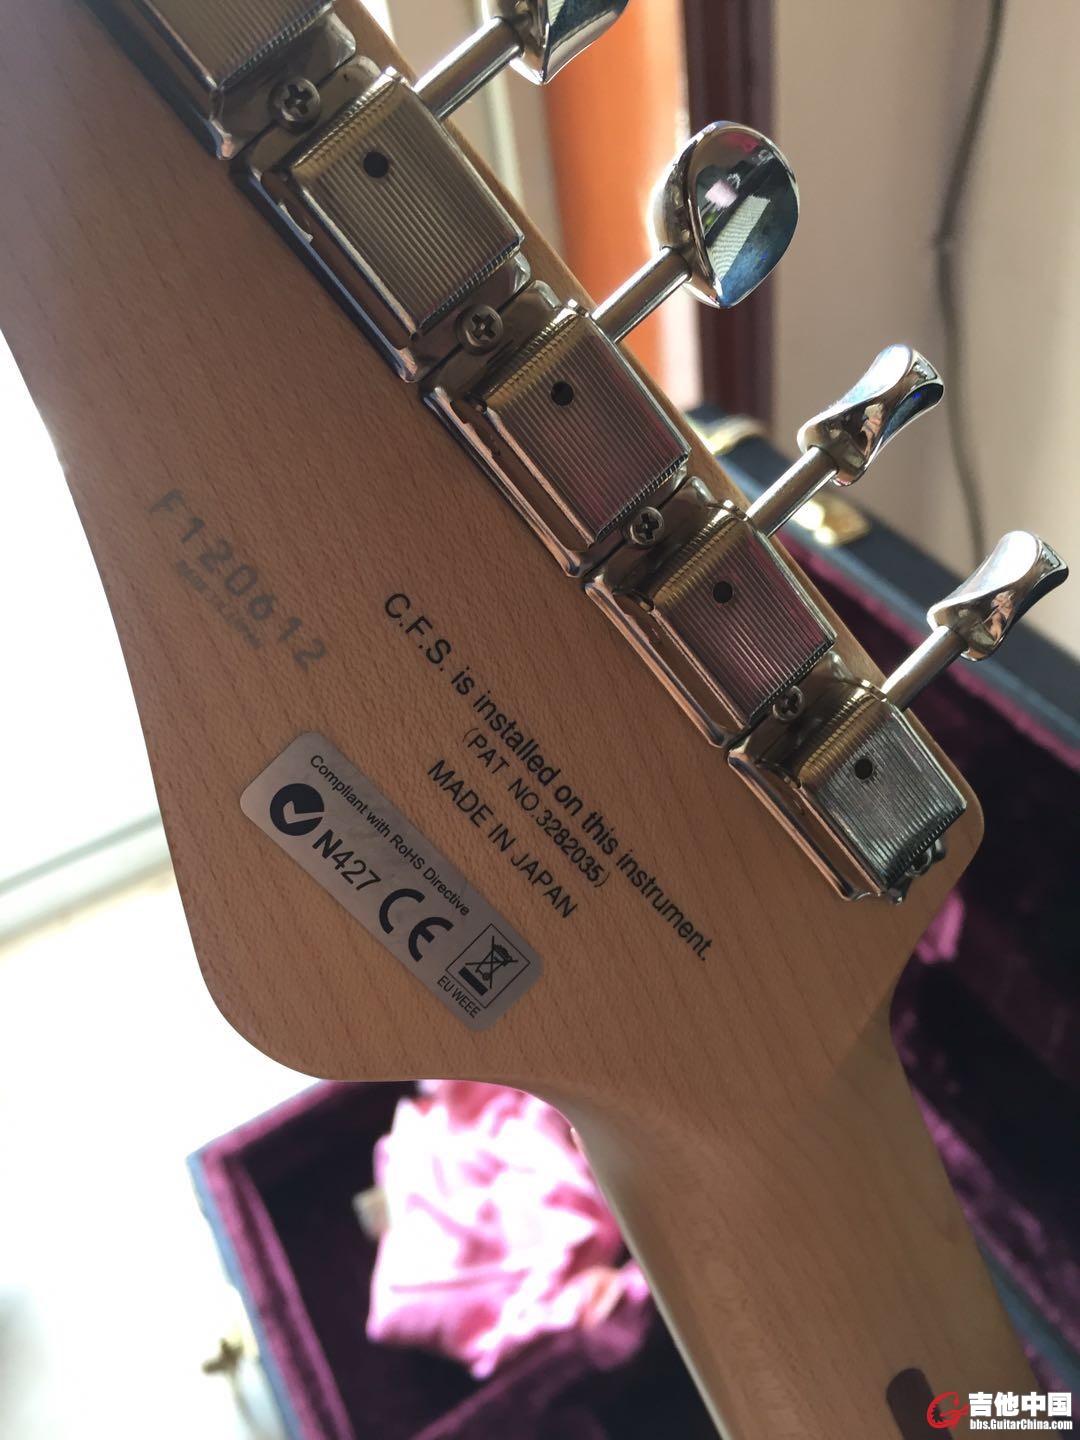 F120612
C.F.S. is installed on this instrument.
(PAT NO.3282035)
MADE IN JAPAN
Compliant with RoHS Directive
N427 CE
EU WEEE
吉他中国
bbs.GuitarChina.com